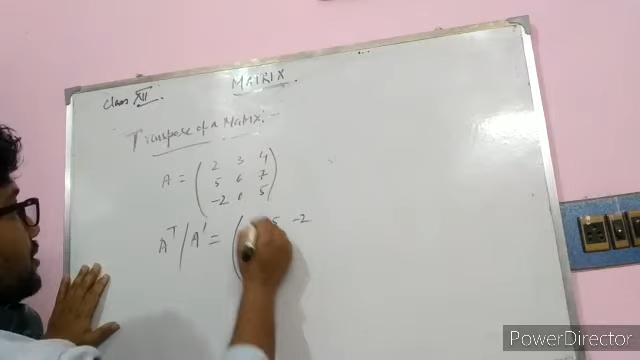 MATRIX
Class XII.
Transpose of a Matrix:-
A = ( 2 3 4
5 6 7
-2 0 5 )
A^T / A' = ( 5 -2
PowerDirector